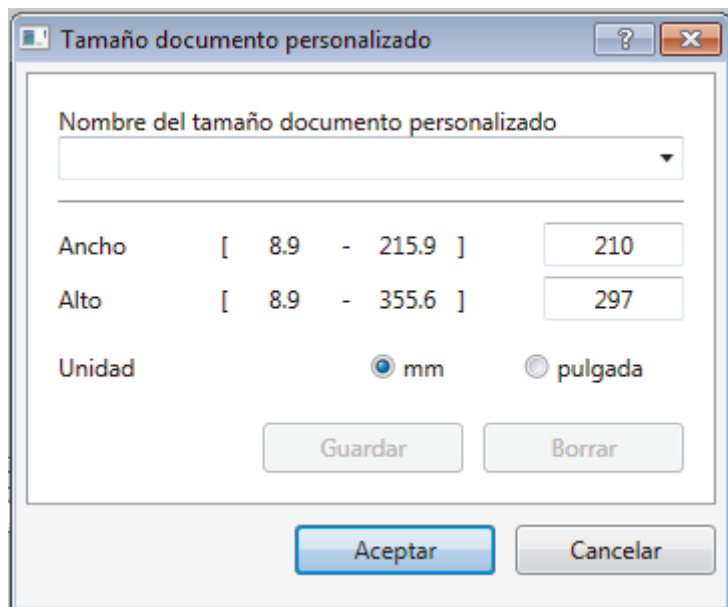 Tamaño documento personalizado
Nombre del tamaño documento personalizado
Ancho [ 8.9 - 215.9 ] 210
Alto [ 8.9 - 355.6 ] 297
Unidad mm pulgada
Guardar Borrar
Aceptar Cancelar